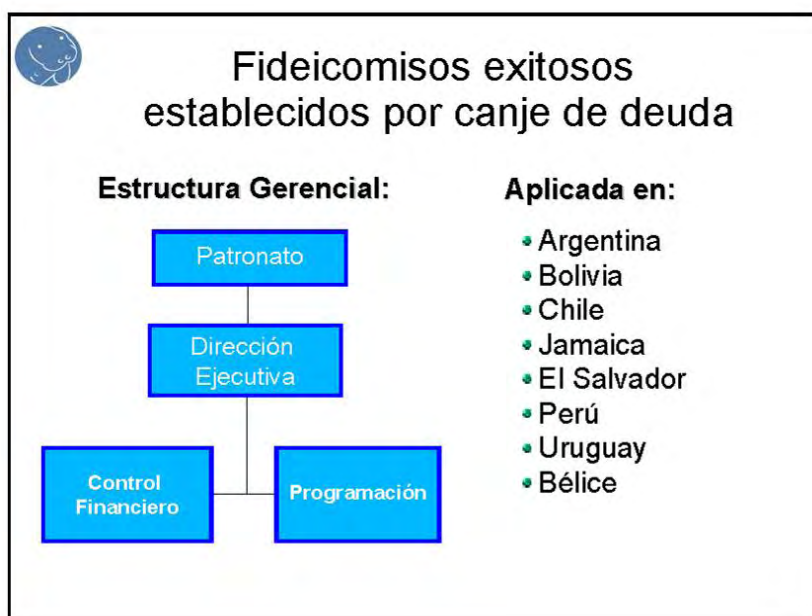 Fideicomisos exitosos
establecidos por canje de deuda
Estructura Gerencial:
Patronato
Dirección
Ejecutiva
Control
Financiero
Programación
Aplicada en:
Argentina
Bolivia
Chile
Jamaica
El Salvador
Perú
Uruguay
Bélice